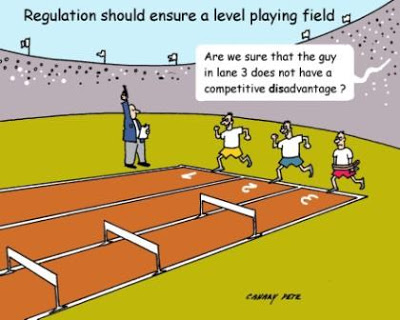 Regulation should ensure a level playing field
Are we sure that the guy
in lane 3 does not have a
competitive disadvantage ?
1 2 3
CANARY PETE